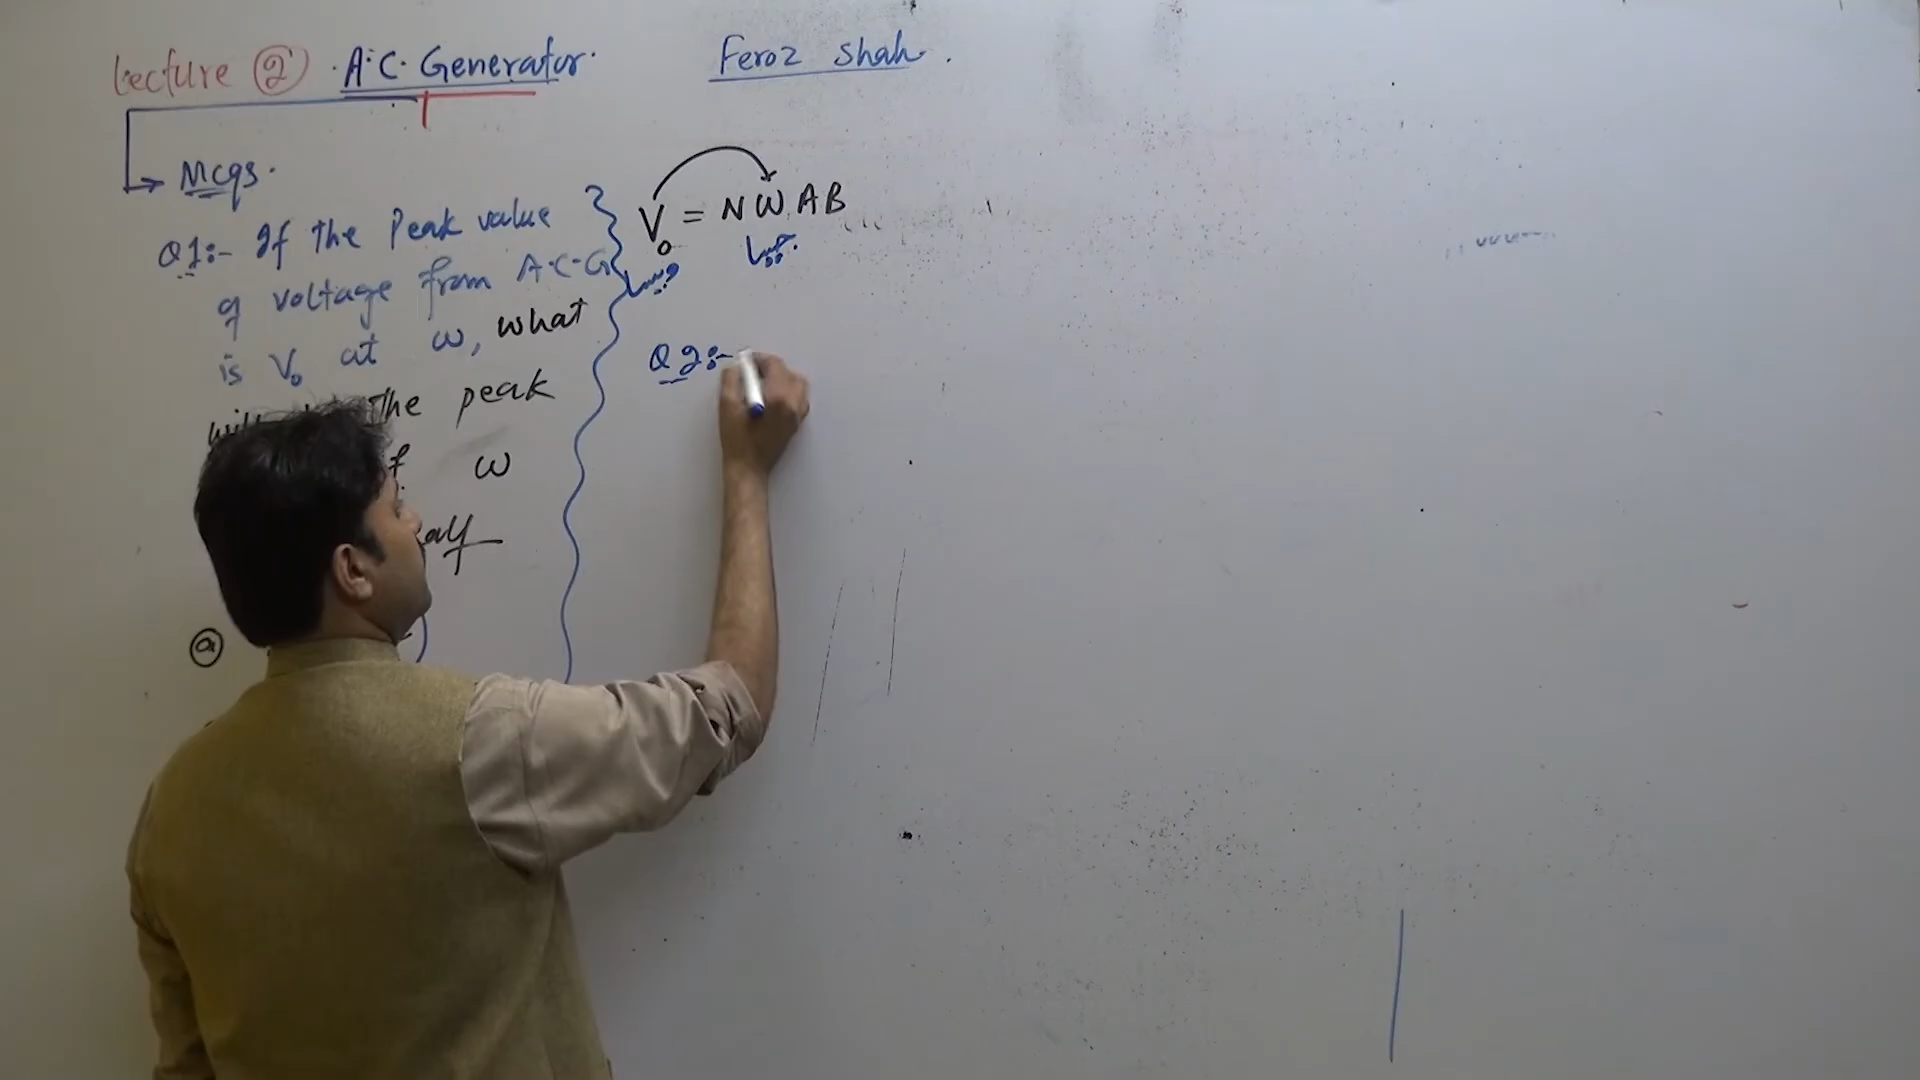 Lecture ② A.C. Generator. Feroz Shah.
Mcqs.
Q1:- If the Peak value
of voltage from A.C.G
is V₀ at ω, what
the peak
ω
V₀ = NωAB
Q2:-
ⓐ